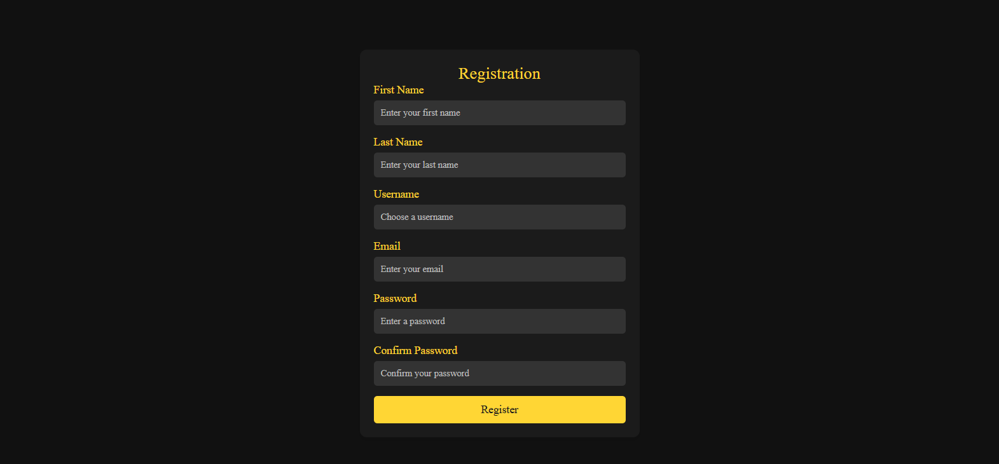 Registration
First Name
Enter your first name
Last Name
Enter your last name
Username
Choose a username
Email
Enter your email
Password
Enter a password
Confirm Password
Confirm your password
Register